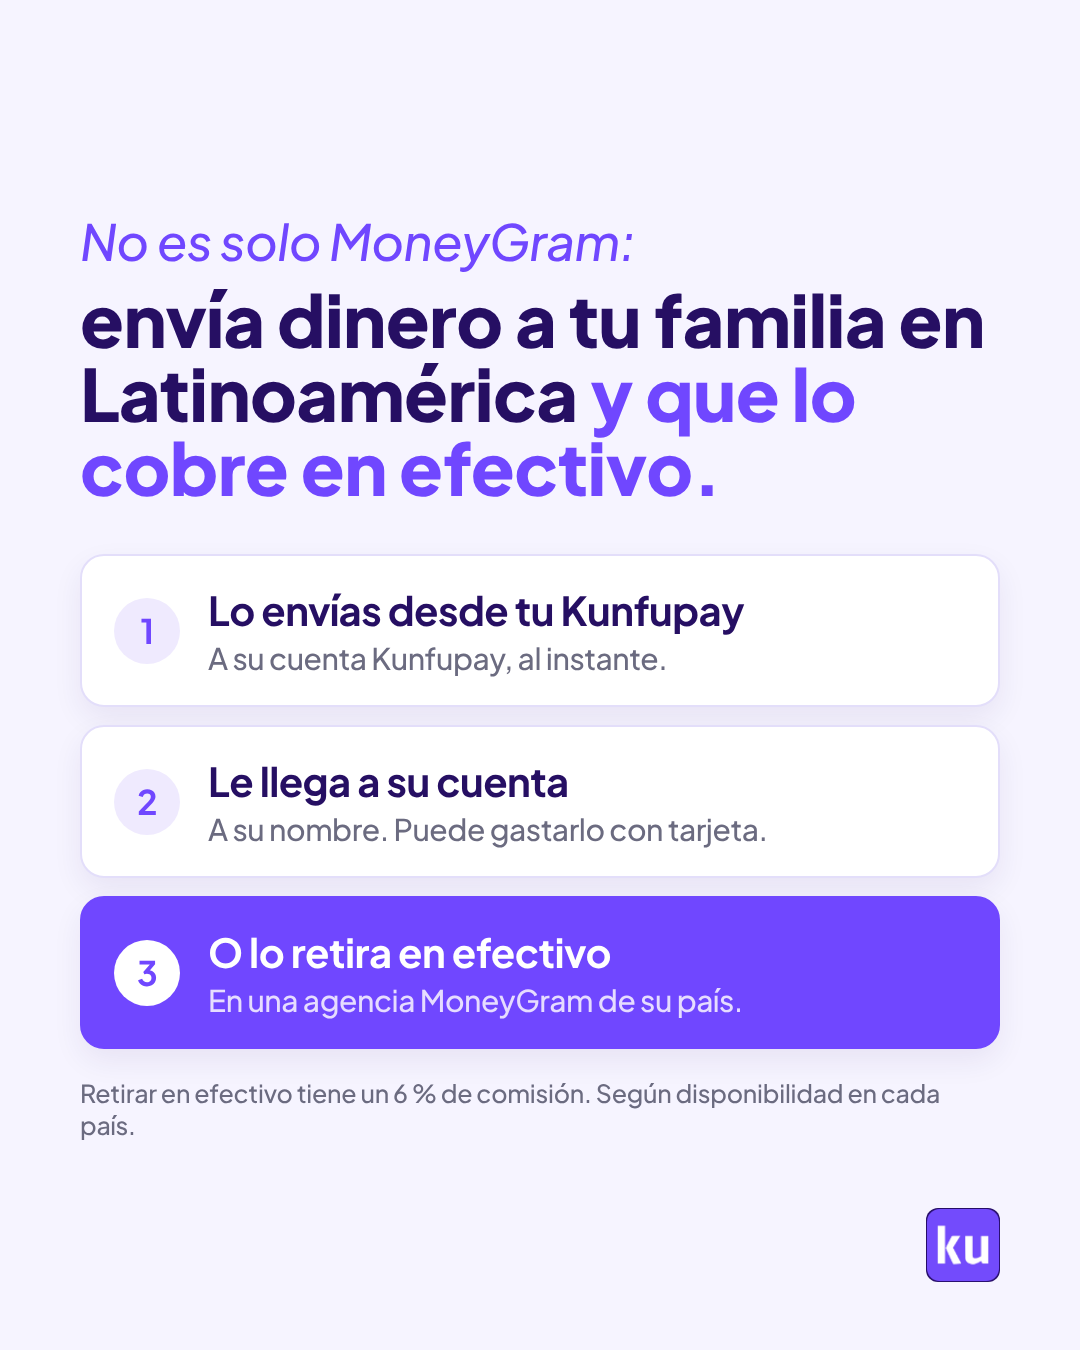 No es solo MoneyGram:
envía dinero a tu familia en
Latinoamérica y que lo
cobre en efectivo.
1
Lo envías desde tu Kunfupay
A su cuenta Kunfupay, al instante.
2
Le llega a su cuenta
A su nombre. Puede gastarlo con tarjeta.
3
O lo retira en efectivo
En una agencia MoneyGram de su país.
Retirar en efectivo tiene un 6 % de comisión. Según disponibilidad en cada
país.
ku